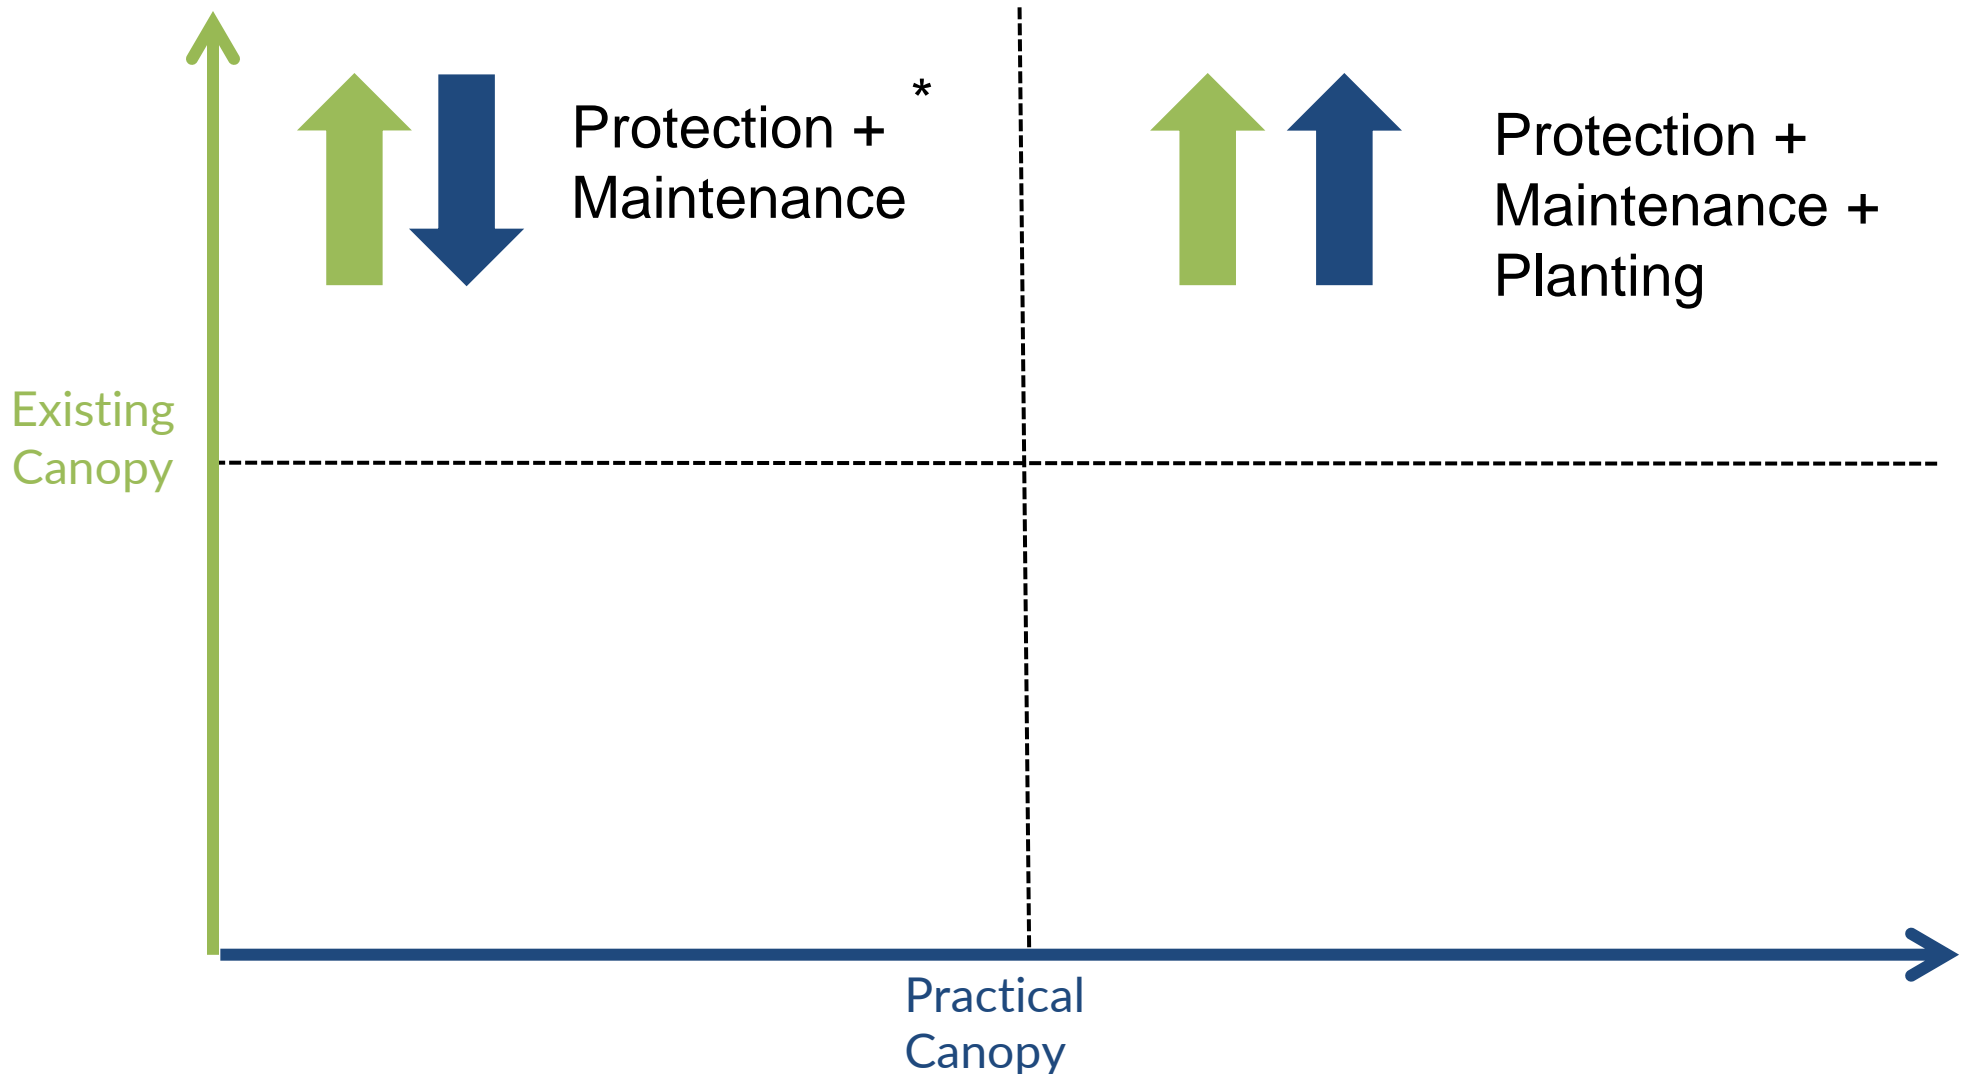 *
Protection +
Maintenance
Protection +
Maintenance +
Planting
Existing
Canopy
Practical
Canopy